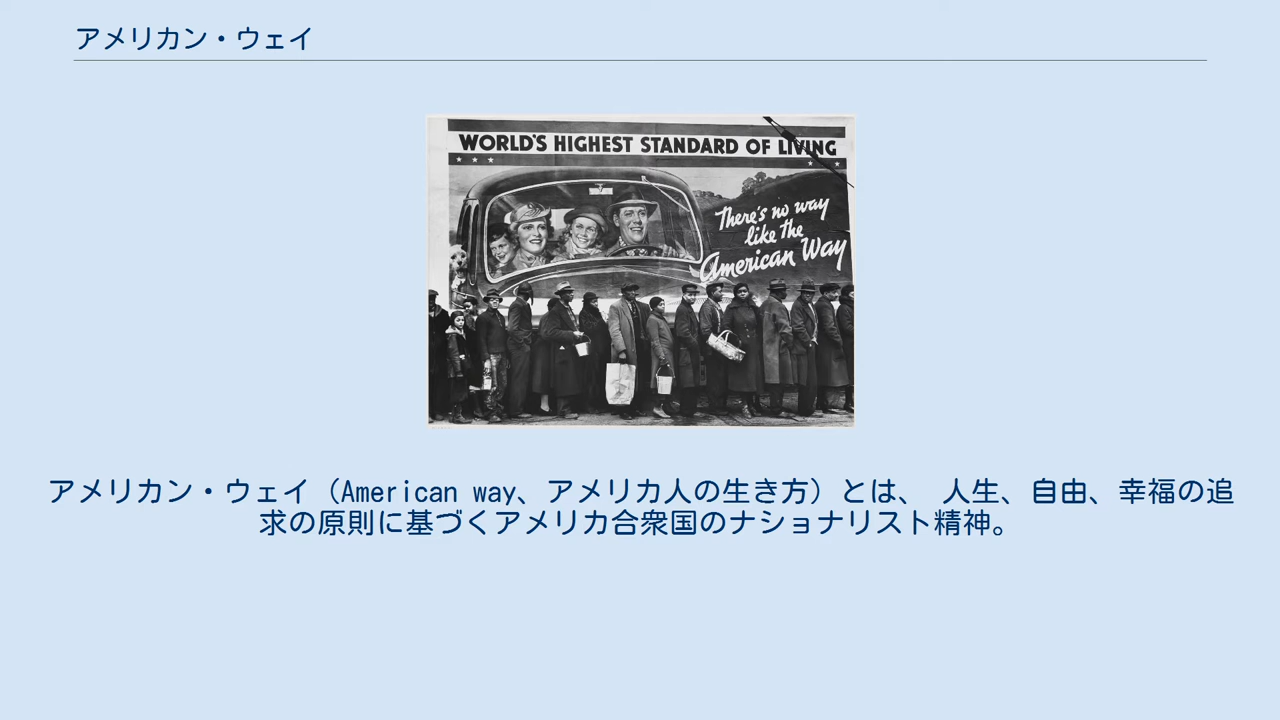 アメリカン・ウェイ
WORLD'S HIGHEST STANDARD OF LIVING
There's no way
like the
American Way
アメリカン・ウェイ（American way、アメリカ人の生き方）とは、 人生、自由、幸福の追
求の原則に基づくアメリカ合衆国のナショナリスト精神。